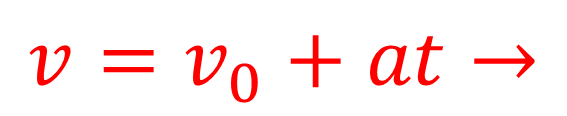 v = v₀ + at →